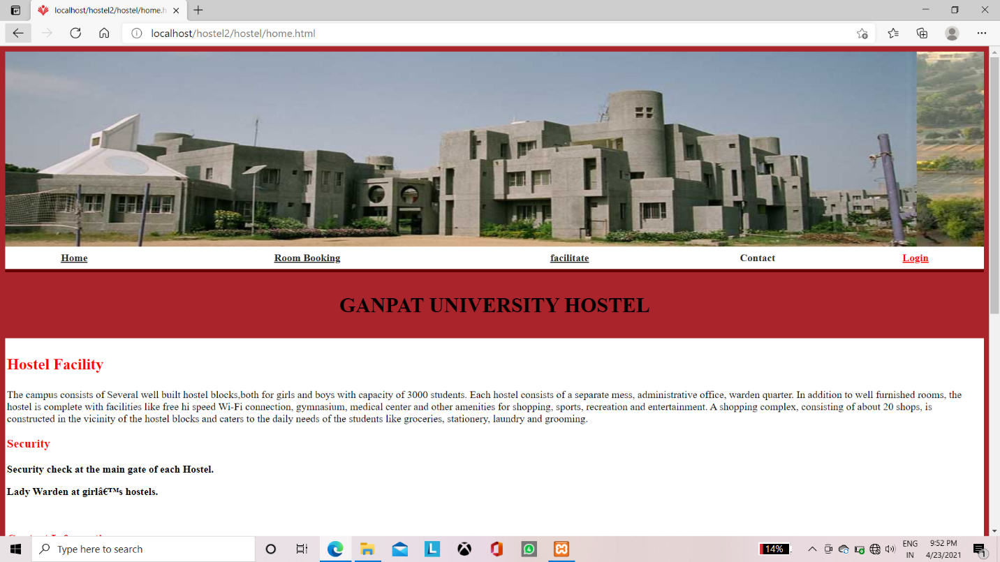 localhost/hostel2/hostel/home.h
localhost/hostel2/hostel/home.html
Home Room Booking facilitate Contact Login
GANPAT UNIVERSITY HOSTEL
Hostel Facility
The campus consists of Several well built hostel blocks,both for girls and boys with capacity of 3000 students. Each hostel consists of a separate mess, administrative office, warden quarter. In addition to well furnished rooms, the
hostel is complete with facilities like free hi speed Wi-Fi connection, gymnasium, medical center and other amenities for shopping, sports, recreation and entertainment. A shopping complex, consisting of about 20 shops, is
constructed in the vicinity of the hostel blocks and caters to the daily needs of the students like groceries, stationery, laundry and grooming.
Security
Security check at the main gate of each Hostel.
Lady Warden at girlâ€™s hostels.
Type here to search
L
4
14%
ENG
IN
9:52 PM
4/23/2021
1